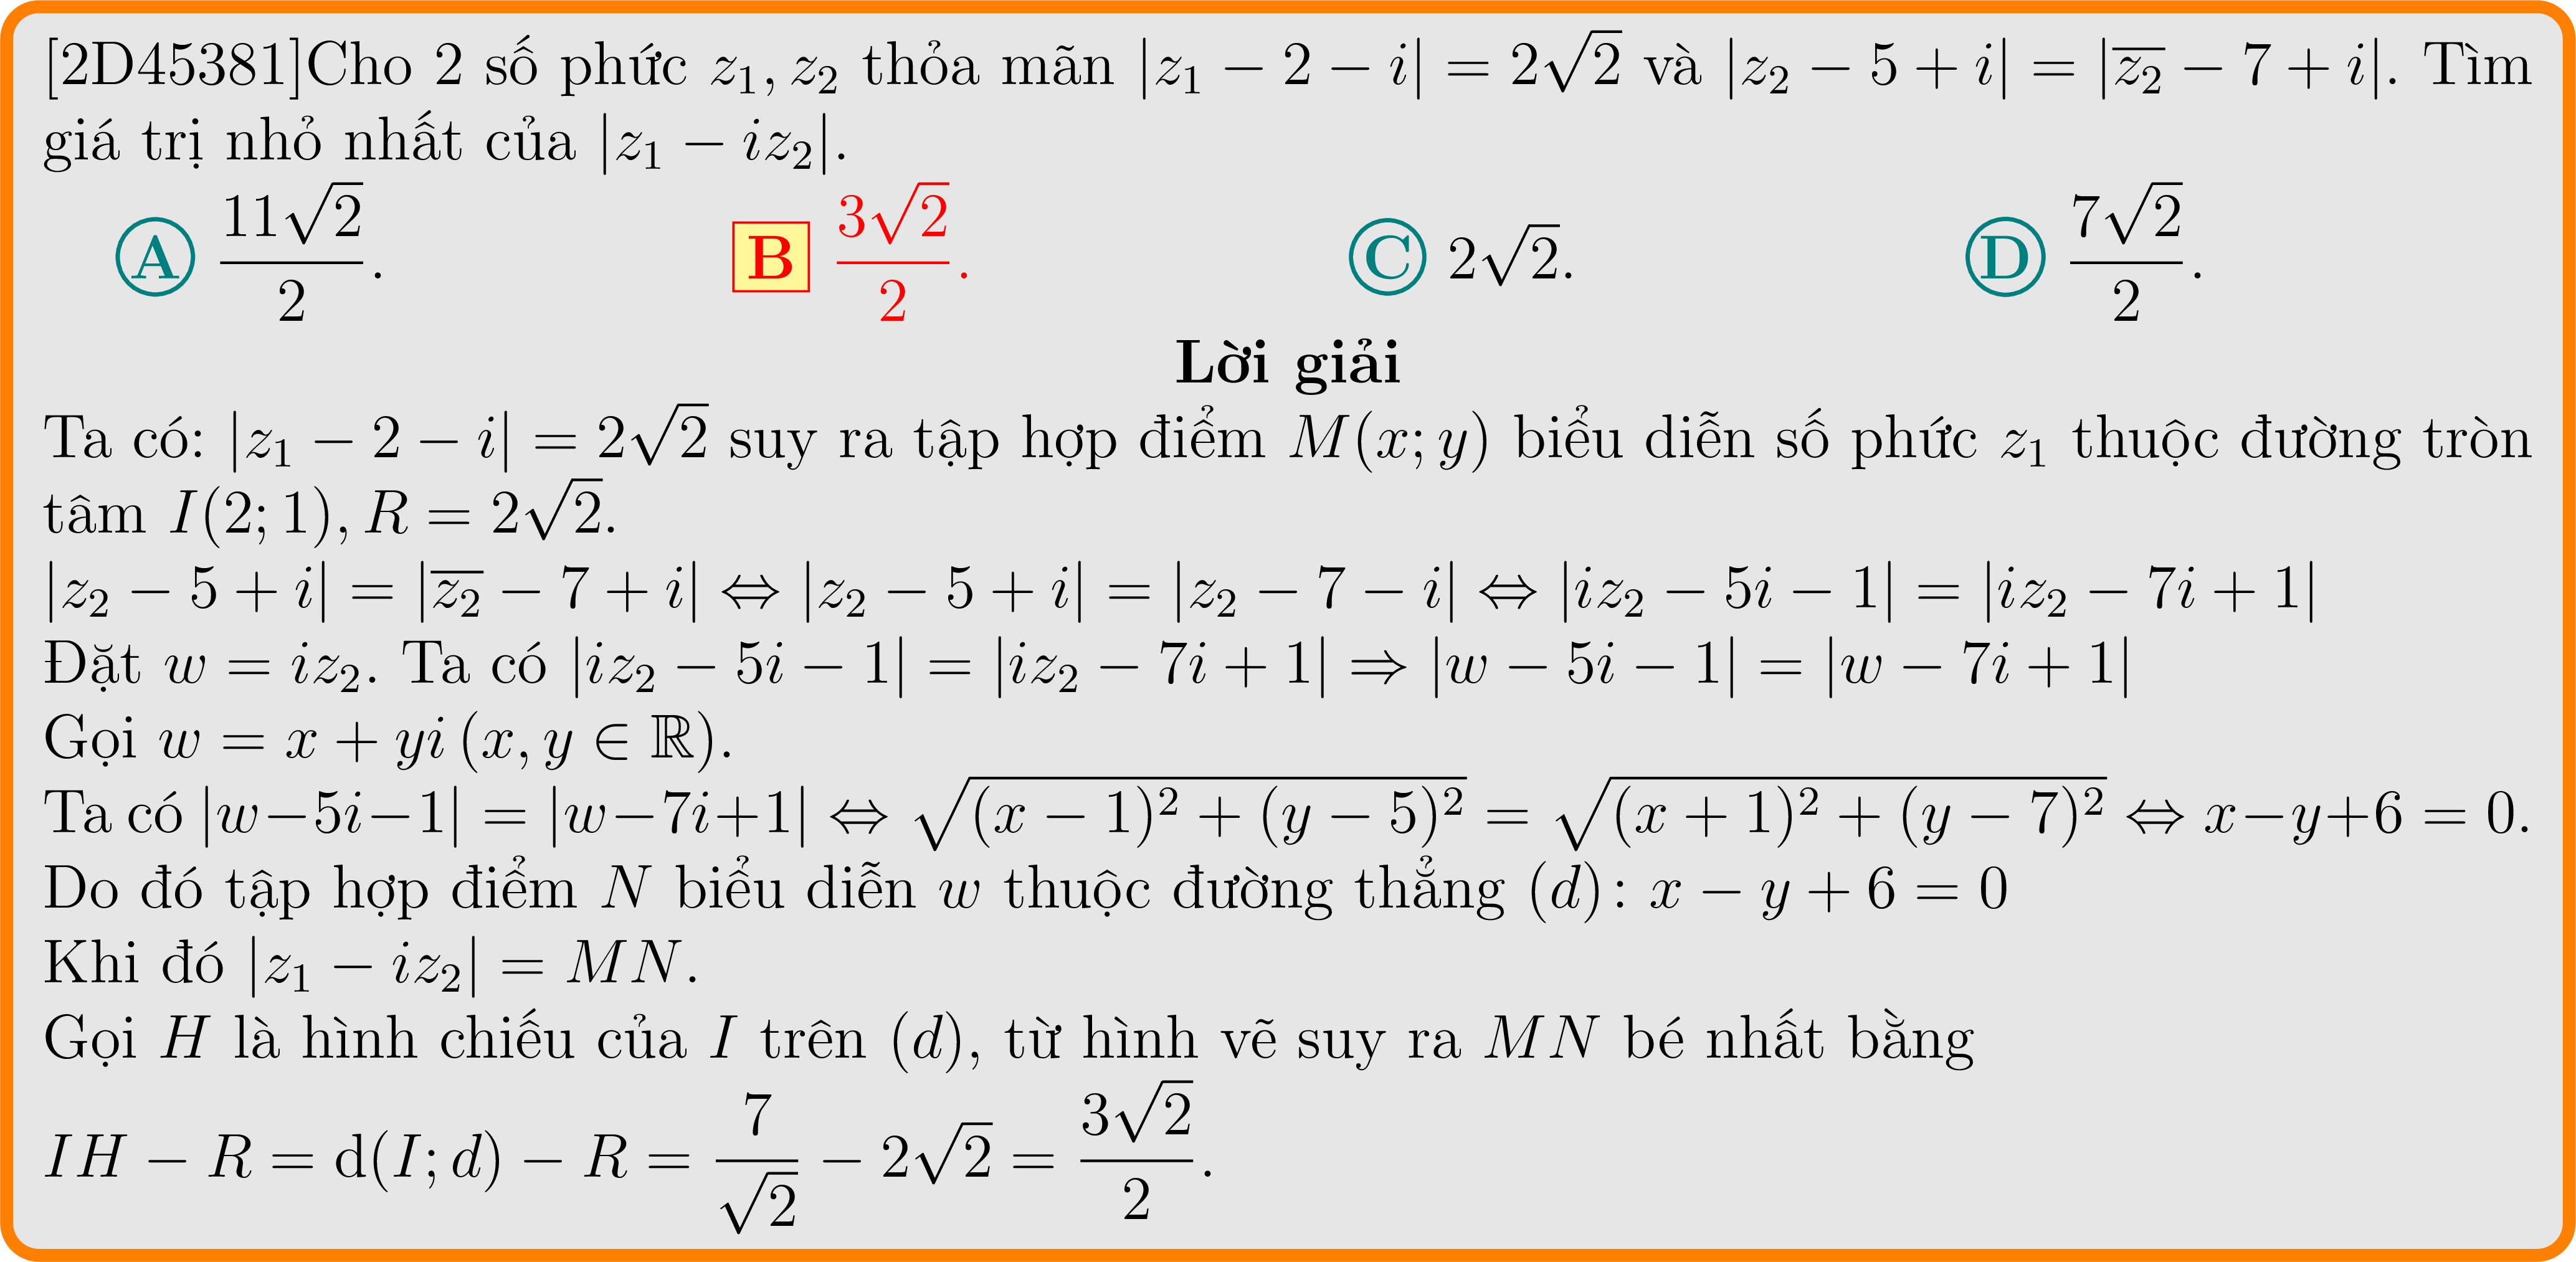 [2D45381]Cho 2 số phức $z_1, z_2$ thỏa mãn $|z_1 - 2 - i| = 2\sqrt{2}$ và $|z_2 - 5 + i| = |\overline{z_2} - 7 + i|$. Tìm
giá trị nhỏ nhất của $|z_1 - iz_2|$.
A $\dfrac{11\sqrt{2}}{2}$. B $\dfrac{3\sqrt{2}}{2}$. C $2\sqrt{2}$. D $\dfrac{7\sqrt{2}}{2}$.
Lời giải
Ta có: $|z_1 - 2 - i| = 2\sqrt{2}$ suy ra tập hợp điểm $M(x; y)$ biểu diễn số phức $z_1$ thuộc đường tròn
tâm $I(2; 1), R = 2\sqrt{2}$.
$|z_2 - 5 + i| = |\overline{z_2} - 7 + i| \Leftrightarrow |z_2 - 5 + i| = |z_2 - 7 - i| \Leftrightarrow |iz_2 - 5i - 1| = |iz_2 - 7i + 1|$
Đặt $w = iz_2$. Ta có $|iz_2 - 5i - 1| = |iz_2 - 7i + 1| \Rightarrow |w - 5i - 1| = |w - 7i + 1|$
Gọi $w = x + yi\,(x, y \in \mathbb{R})$.
Ta có $|w-5i-1| = |w-7i+1| \Leftrightarrow \sqrt{(x - 1)^2 + (y - 5)^2} = \sqrt{(x + 1)^2 + (y - 7)^2} \Leftrightarrow x-y+6 = 0$.
Do đó tập hợp điểm $N$ biểu diễn $w$ thuộc đường thẳng $(d)\colon x - y + 6 = 0$
Khi đó $|z_1 - iz_2| = MN$.
Gọi $H$ là hình chiếu của $I$ trên $(d)$, từ hình vẽ suy ra $MN$ bé nhất bằng
$IH - R = \mathrm{d}(I; d) - R = \dfrac{7}{\sqrt{2}} - 2\sqrt{2} = \dfrac{3\sqrt{2}}{2}$.